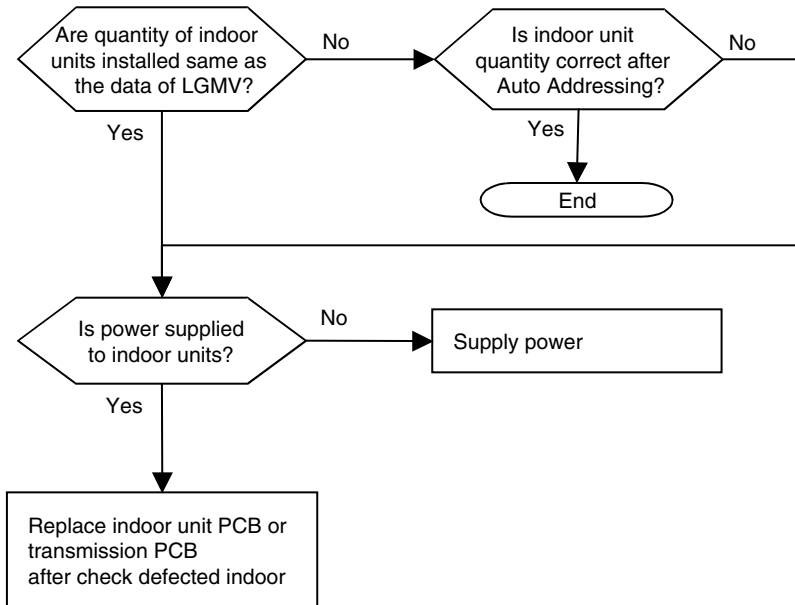 Are quantity of indoor
units installed same as
the data of LGMV?
No
Is indoor unit
quantity correct after
Auto Addressing?
No
Yes
Yes
End
Is power supplied
to indoor units?
No
Supply power
Yes
Replace indoor unit PCB or
transmission PCB
after check defected indoor